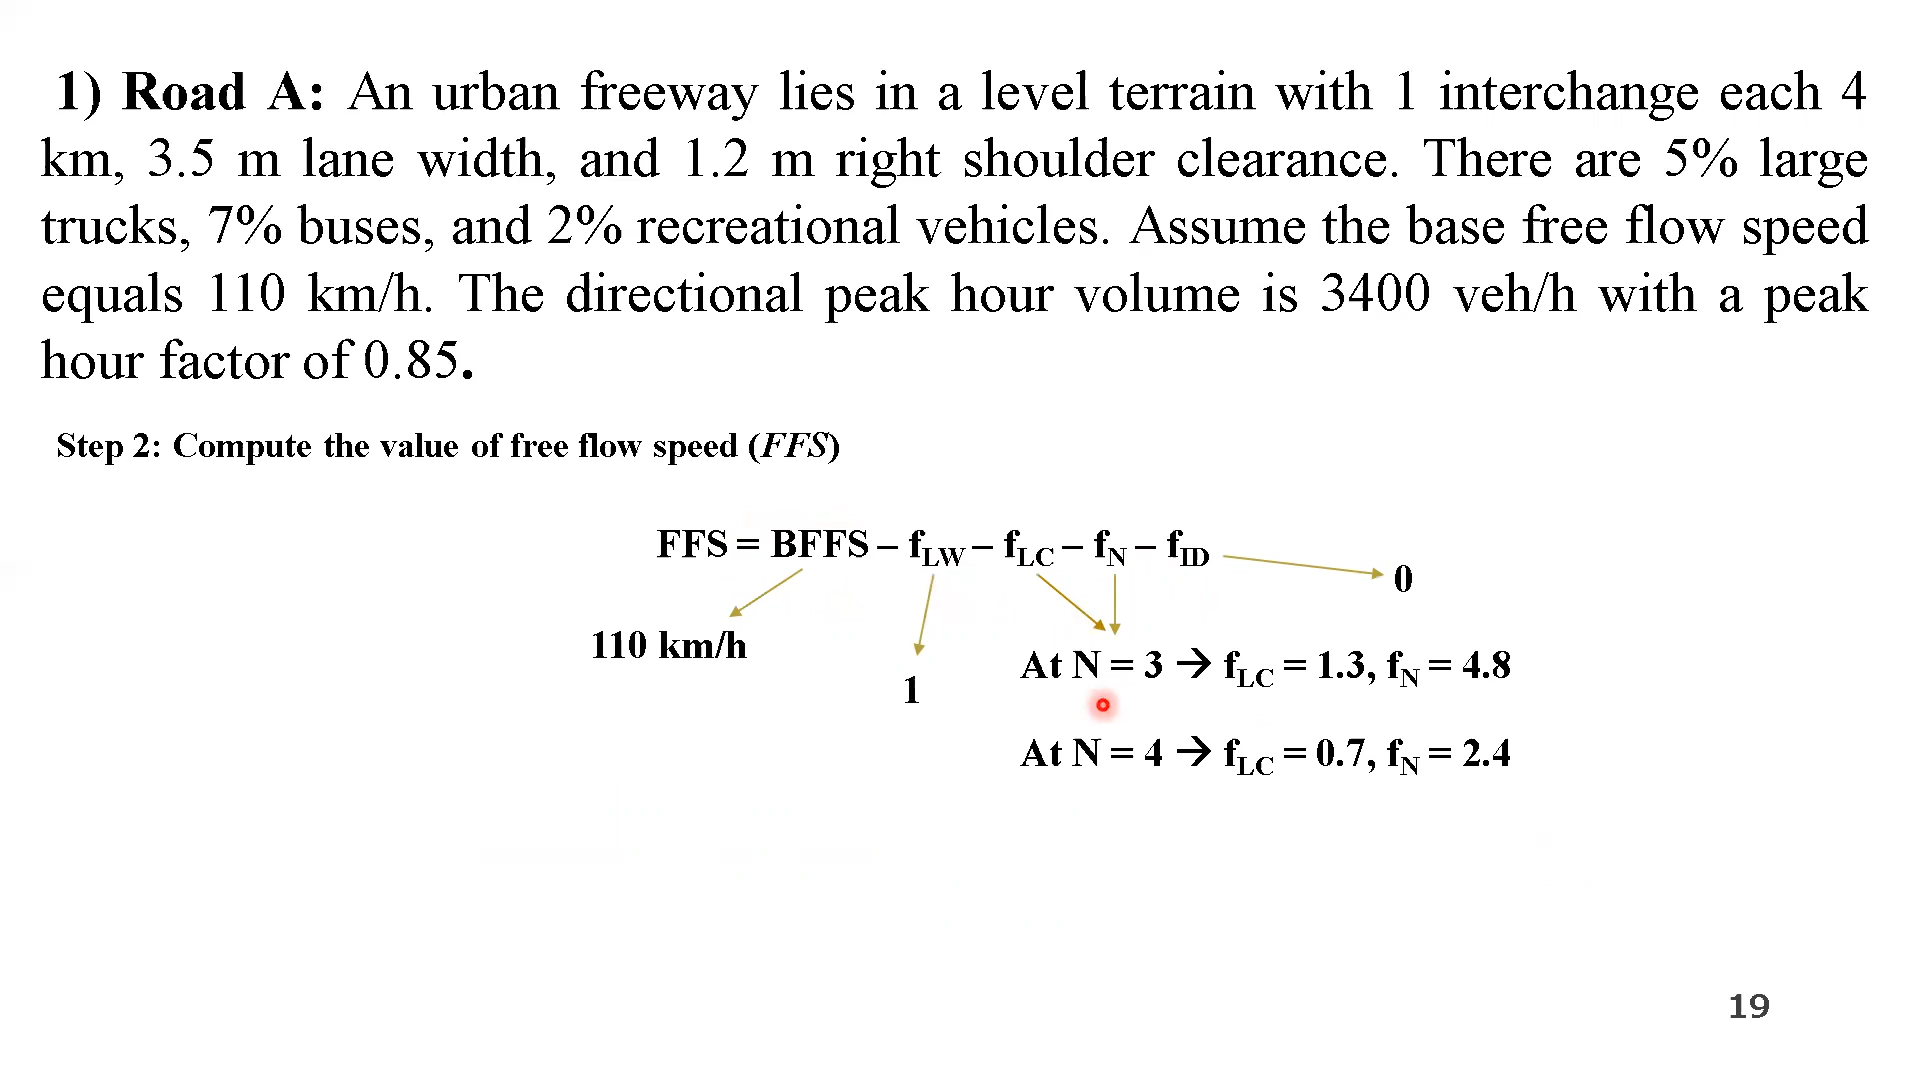 1) Road A: An urban freeway lies in a level terrain with 1 interchange each 4
km, 3.5 m lane width, and 1.2 m right shoulder clearance. There are 5% large
trucks, 7% buses, and 2% recreational vehicles. Assume the base free flow speed
equals 110 km/h. The directional peak hour volume is 3400 veh/h with a peak
hour factor of 0.85.
Step 2: Compute the value of free flow speed (FFS)
FFS = BFFS – fLW – fLC – fN – fID
0
110 km/h
1
At N = 3 → fLC = 1.3, fN = 4.8
At N = 4 → fLC = 0.7, fN = 2.4
19